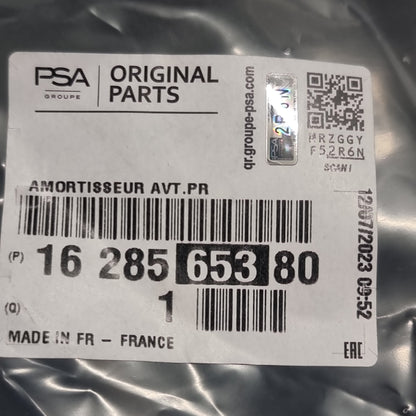 PSA
GROUPE
ORIGINAL
PARTS
qr.groupe-psa.com
MRZGGY
F52R6N
SCAN!
AMORTISSEUR AVT.PR
(P) 16 285 653 80
(Q) 1
MADE IN FR - FRANCE
12/07/2023 09:52
EAC